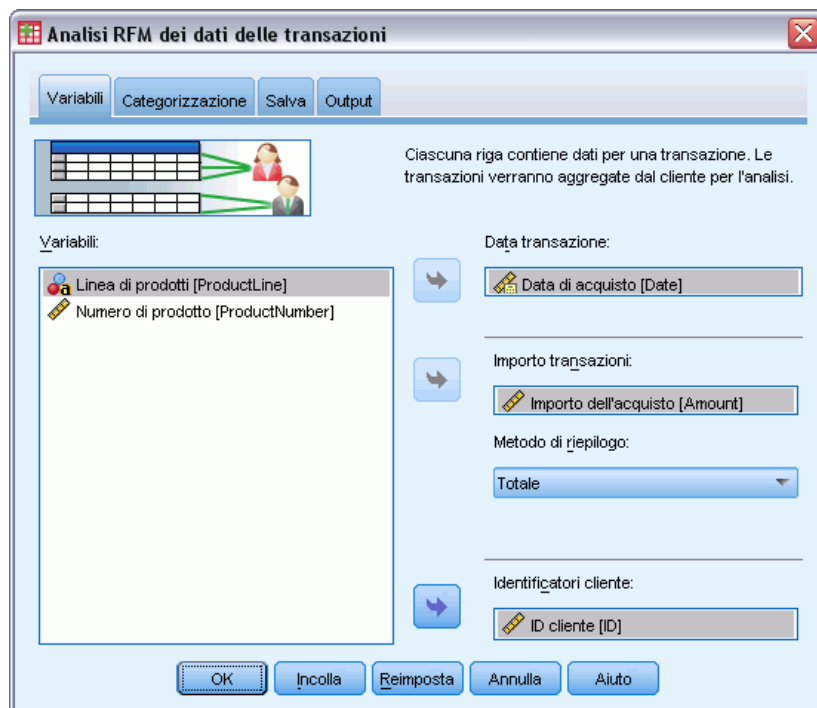 Analisi RFM dei dati delle transazioni
Variabili
Categorizzazione
Salva
Output
Ciascuna riga contiene dati per una transazione. Le
transazioni verranno aggregate dal cliente per l'analisi.
Variabili:
Linea di prodotti [ProductLine]
Numero di prodotto [ProductNumber]
Data transazione:
Data di acquisto [Date]
Importo transazioni:
Importo dell'acquisto [Amount]
Metodo di riepilogo:
Totale
Identificatori cliente:
ID cliente [ID]
OK
Incolla
Reimposta
Annulla
Aiuto